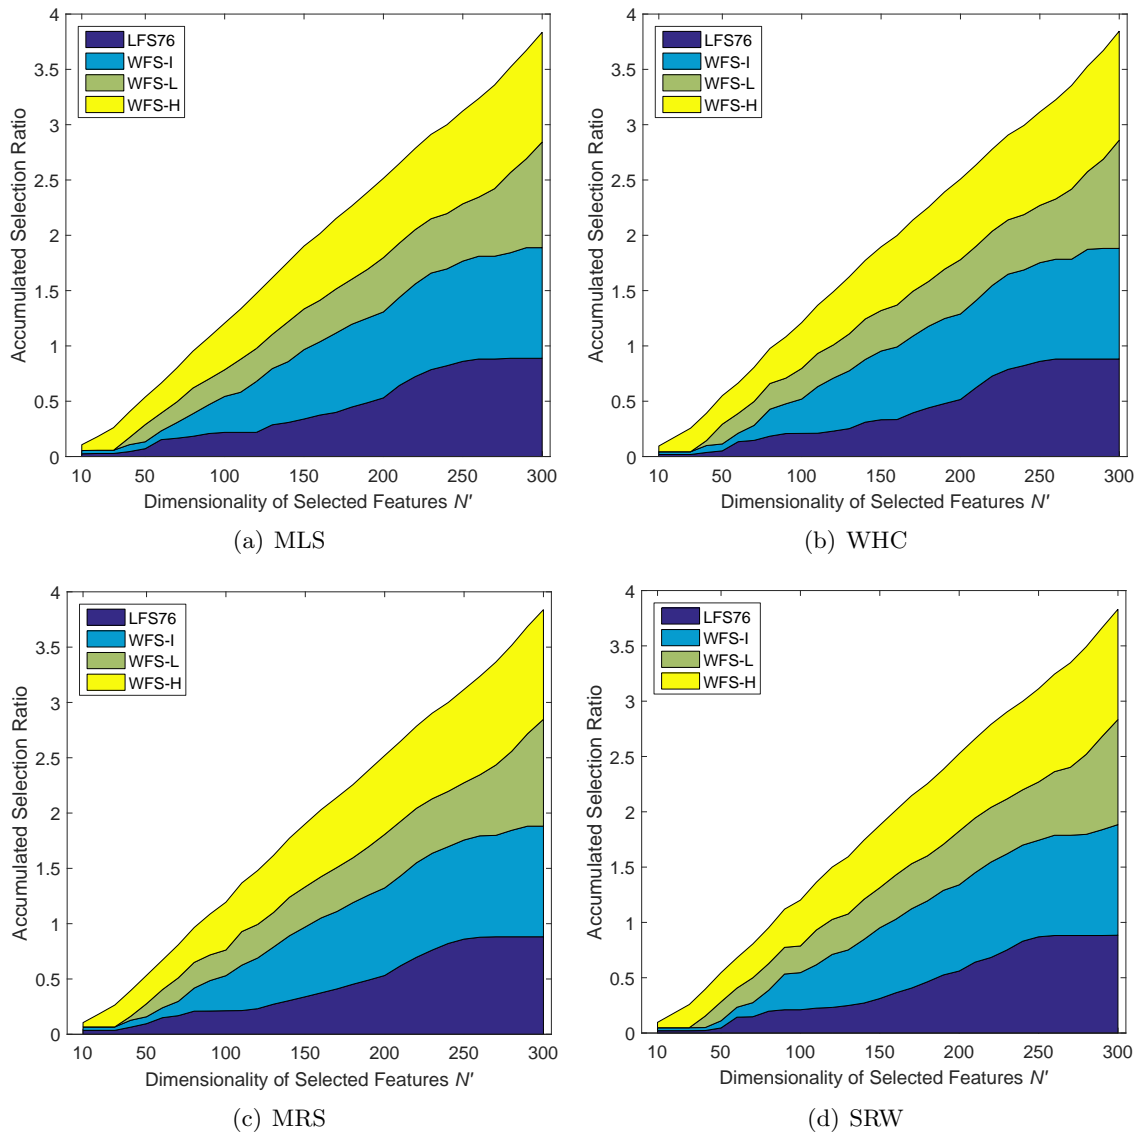 Accumulated Selection Ratio
4
3.5
3
2.5
2
1.5
1
0.5
0
LFS76
WFS-I
WFS-L
WFS-H
10 50 100 150 200 250 300
Dimensionality of Selected Features N'
(a) MLS
Accumulated Selection Ratio
4
3.5
3
2.5
2
1.5
1
0.5
0
LFS76
WFS-I
WFS-L
WFS-H
10 50 100 150 200 250 300
Dimensionality of Selected Features N'
(b) WHC
Accumulated Selection Ratio
4
3.5
3
2.5
2
1.5
1
0.5
0
LFS76
WFS-I
WFS-L
WFS-H
10 50 100 150 200 250 300
Dimensionality of Selected Features N'
(c) MRS
Accumulated Selection Ratio
4
3.5
3
2.5
2
1.5
1
0.5
0
LFS76
WFS-I
WFS-L
WFS-H
10 50 100 150 200 250 300
Dimensionality of Selected Features N'
(d) SRW